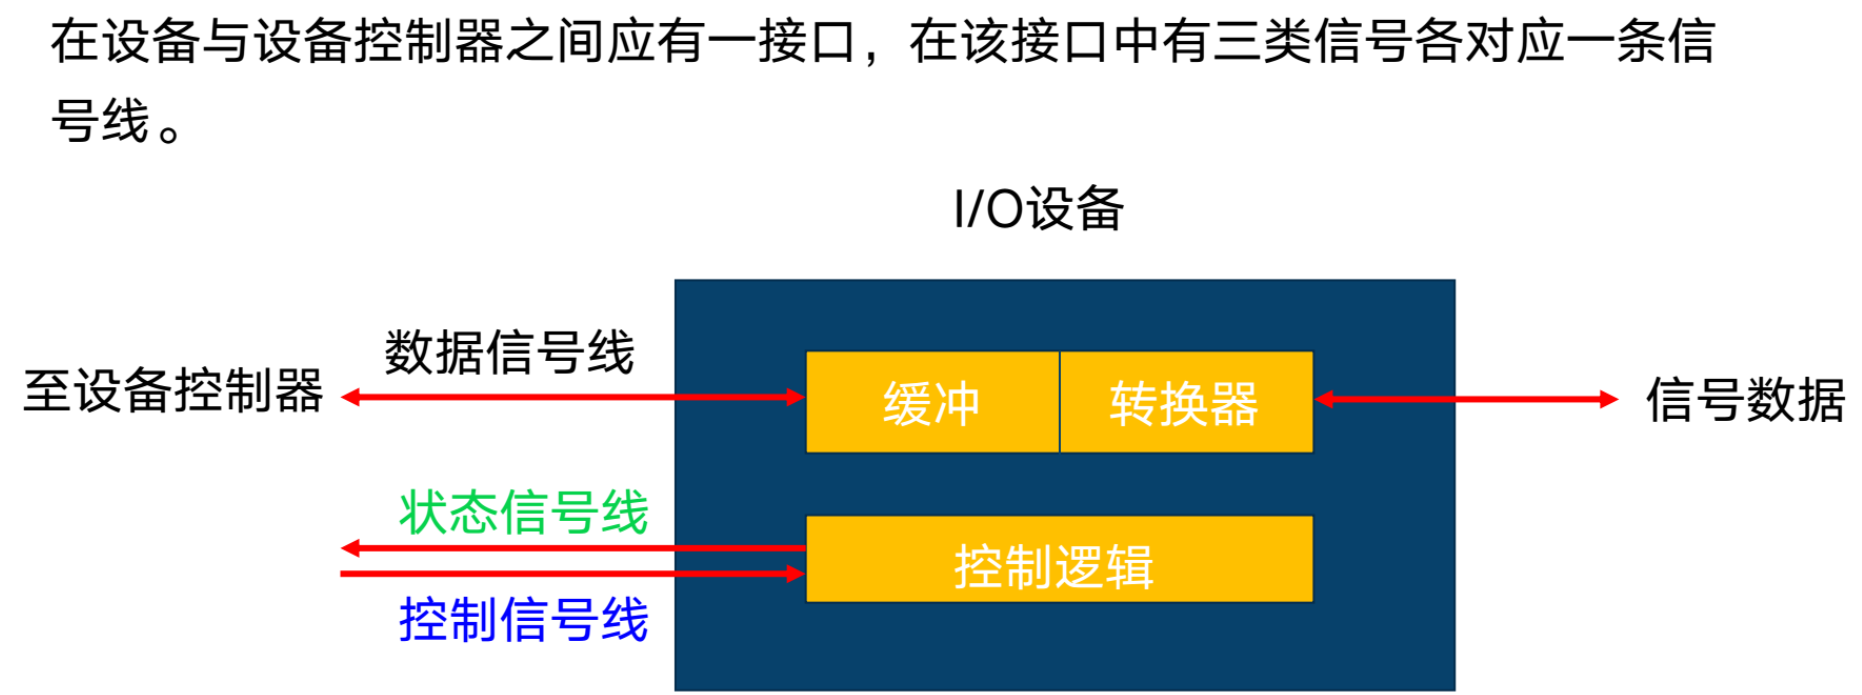 在设备与设备控制器之间应有一接口，在该接口中有三类信号各对应一条信
号线。
I/O设备
数据信号线
至设备控制器
缓冲
转换器
信号数据
状态信号线
控制逻辑
控制信号线